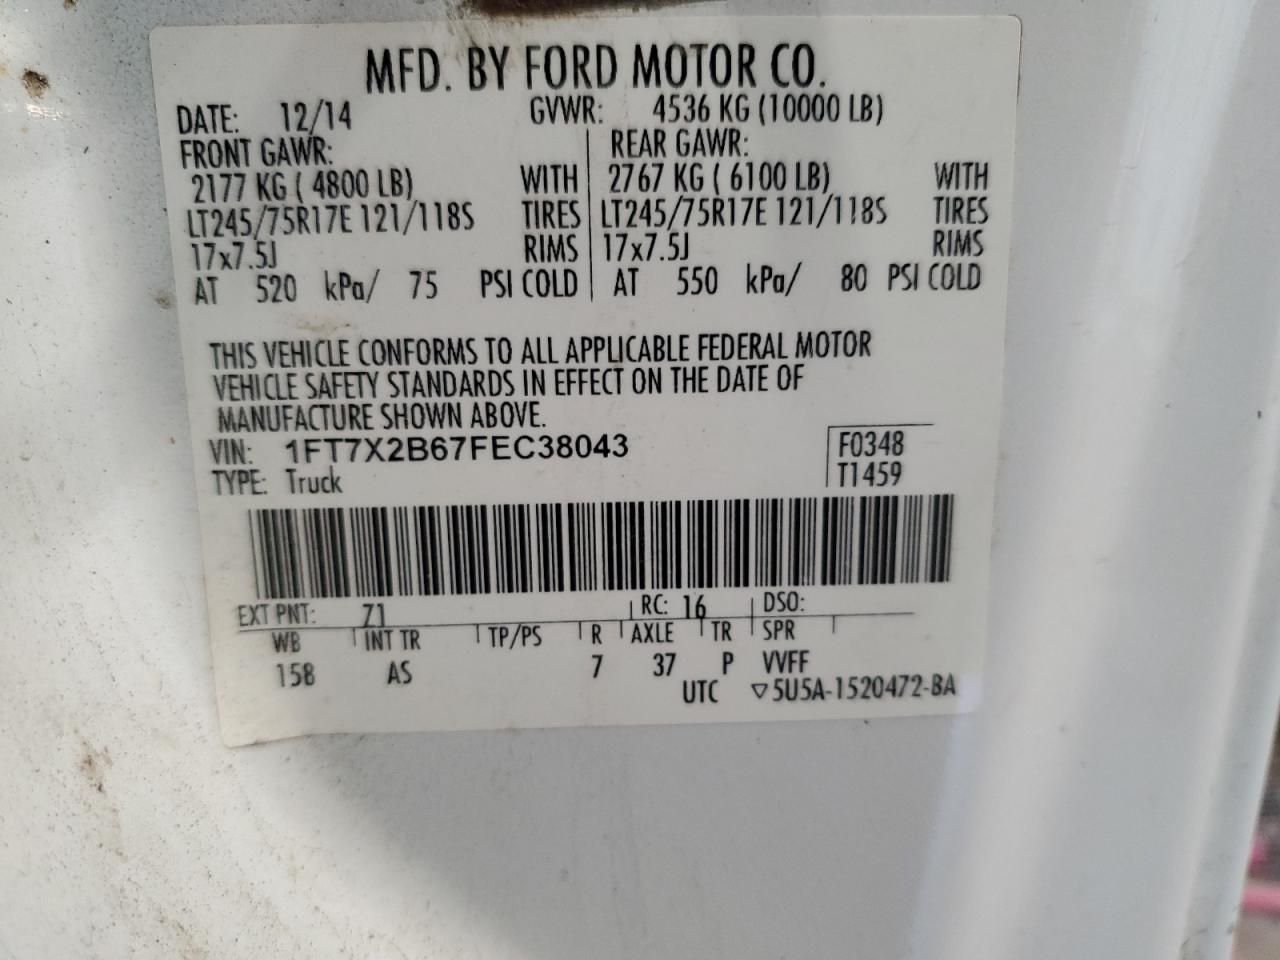 MFD. BY FORD MOTOR CO.
DATE: 12/14 GVWR: 4536 KG (10000 LB)
FRONT GAWR: REAR GAWR:
2177 KG ( 4800 LB) WITH 2767 KG ( 6100 LB) WITH
LT245/75R17E 121/118S TIRES LT245/75R17E 121/118S TIRES
17x7.5J RIMS 17x7.5J RIMS
AT 520 kPa/ 75 PSI COLD AT 550 kPa/ 80 PSI COLD
THIS VEHICLE CONFORMS TO ALL APPLICABLE FEDERAL MOTOR
VEHICLE SAFETY STANDARDS IN EFFECT ON THE DATE OF
MANUFACTURE SHOWN ABOVE.
VIN: 1FT7X2B67FEC38043 F0348
TYPE: Truck T1459
EXT PNT: Z1 RC: 16 DSO:
WB INT TR TP/PS R AXLE TR SPR
158 AS 7 37 P VVFF
UTC ▽5U5A-1520472-BA